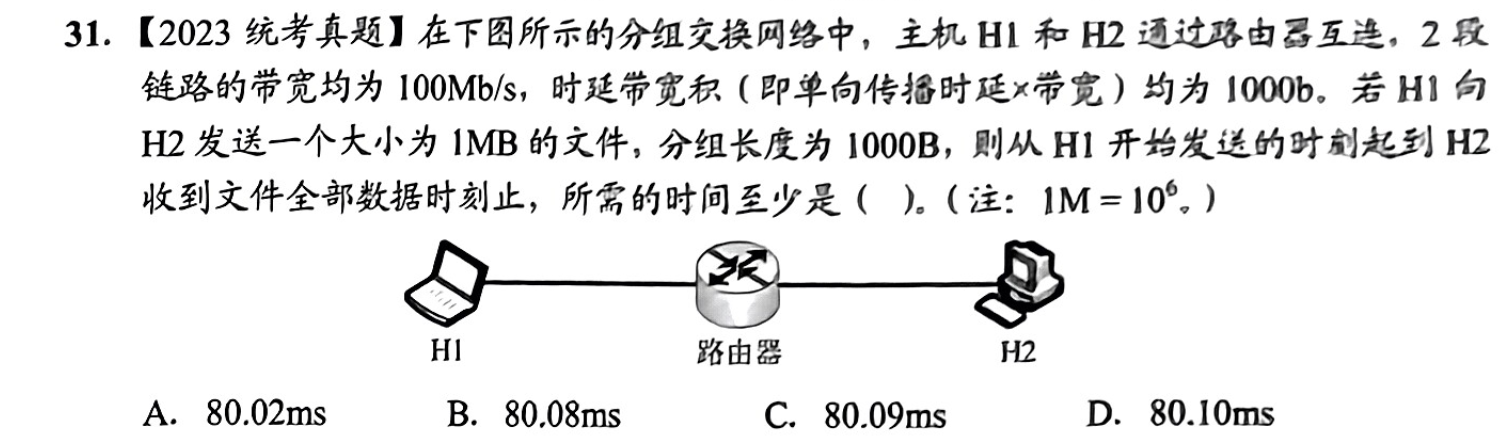 31.【2023 统考真题】在下图所示的分组交换网络中，主机 H1 和 H2 通过路由器互连，2 段
链路的带宽均为 100Mb/s，时延带宽积（即单向传播时延×带宽）均为 1000b。若 H1 向
H2 发送一个大小为 1MB 的文件，分组长度为 1000B，则从 H1 开始发送的时刻起到 H2
收到文件全部数据时刻止，所需的时间至少是（ ）。（注：1M = 10⁶。）
H1 路由器 H2
A. 80.02ms B. 80.08ms C. 80.09ms D. 80.10ms